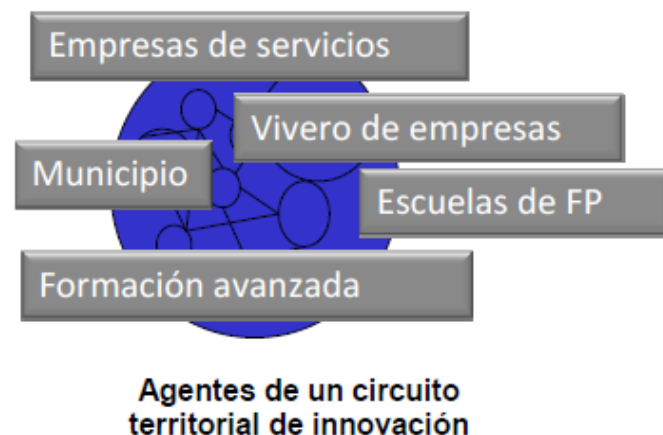 Empresas de servicios
Vivero de empresas
Municipio
Escuelas de FP
Formación avanzada
Agentes de un circuito
territorial de innovación